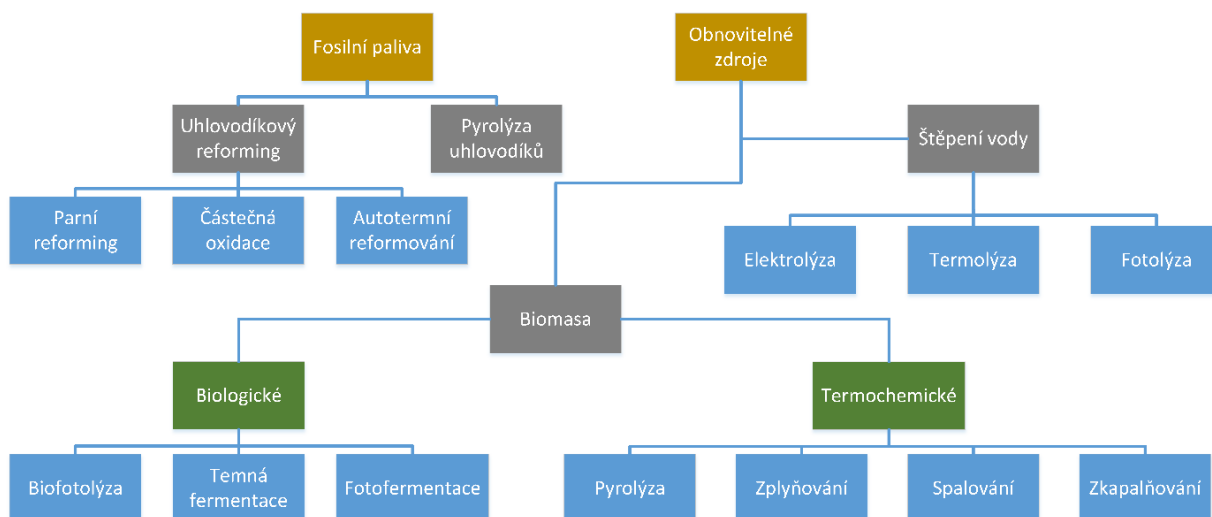 Fosilní paliva
Obnovitelné
zdroje
Uhlovodíkový
reforming
Pyrolýza
uhlovodíků
Štěpení vody
Parní
reforming
Částečná
oxidace
Autotermní
reformování
Elektrolýza
Termolýza
Fotolýza
Biomasa
Biologické
Termochemické
Biofotolýza
Temná
fermentace
Fotofermentace
Pyrolýza
Zplyňování
Spalování
Zkapalňování